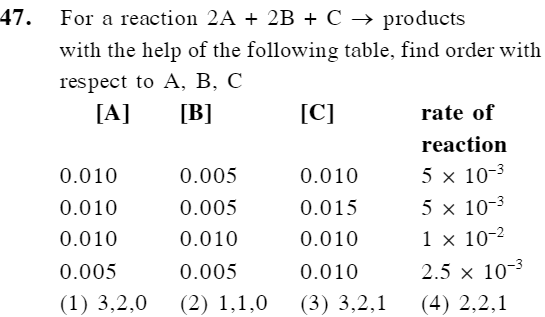 47. For a reaction 2A + 2B + C → products
with the help of the following table, find order with
respect to A, B, C
[A] [B] [C] rate of
reaction
0.010 0.005 0.010 5 × 10⁻³
0.010 0.005 0.015 5 × 10⁻³
0.010 0.010 0.010 1 × 10⁻²
0.005 0.005 0.010 2.5 × 10⁻³
(1) 3,2,0 (2) 1,1,0 (3) 3,2,1 (4) 2,2,1